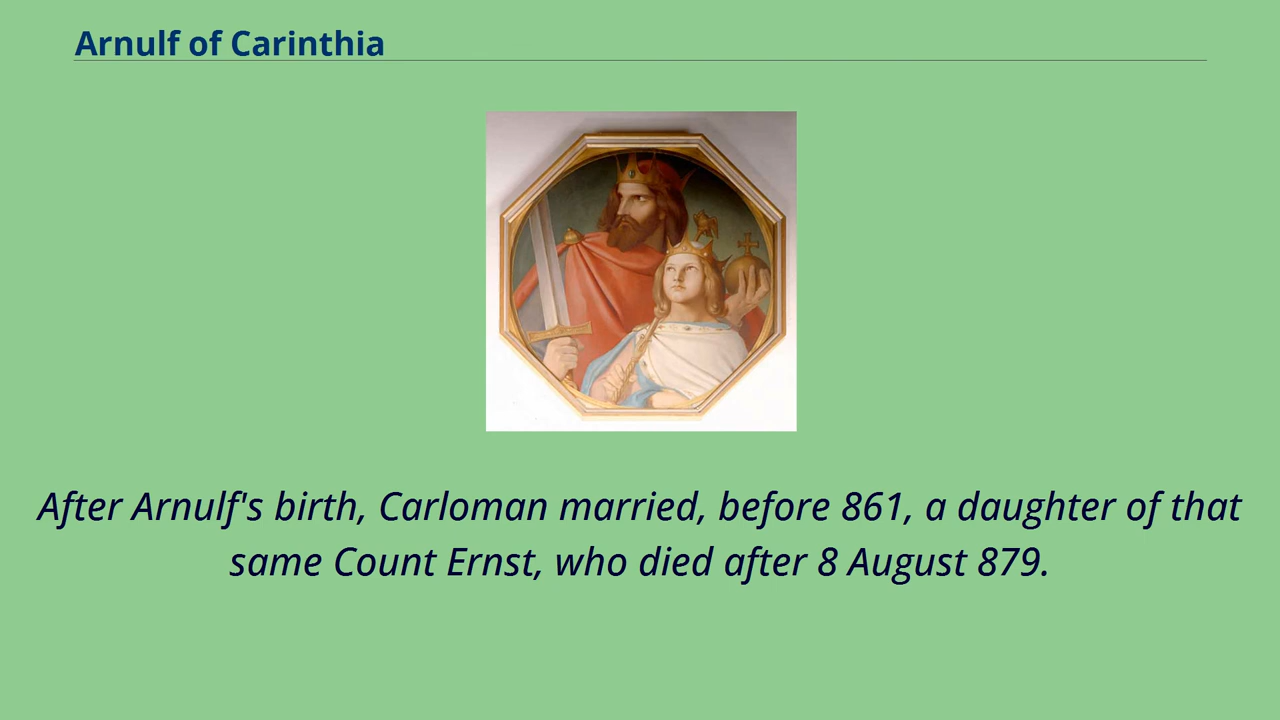 Arnulf of Carinthia
After Arnulf's birth, Carloman married, before 861, a daughter of that
same Count Ernst, who died after 8 August 879.